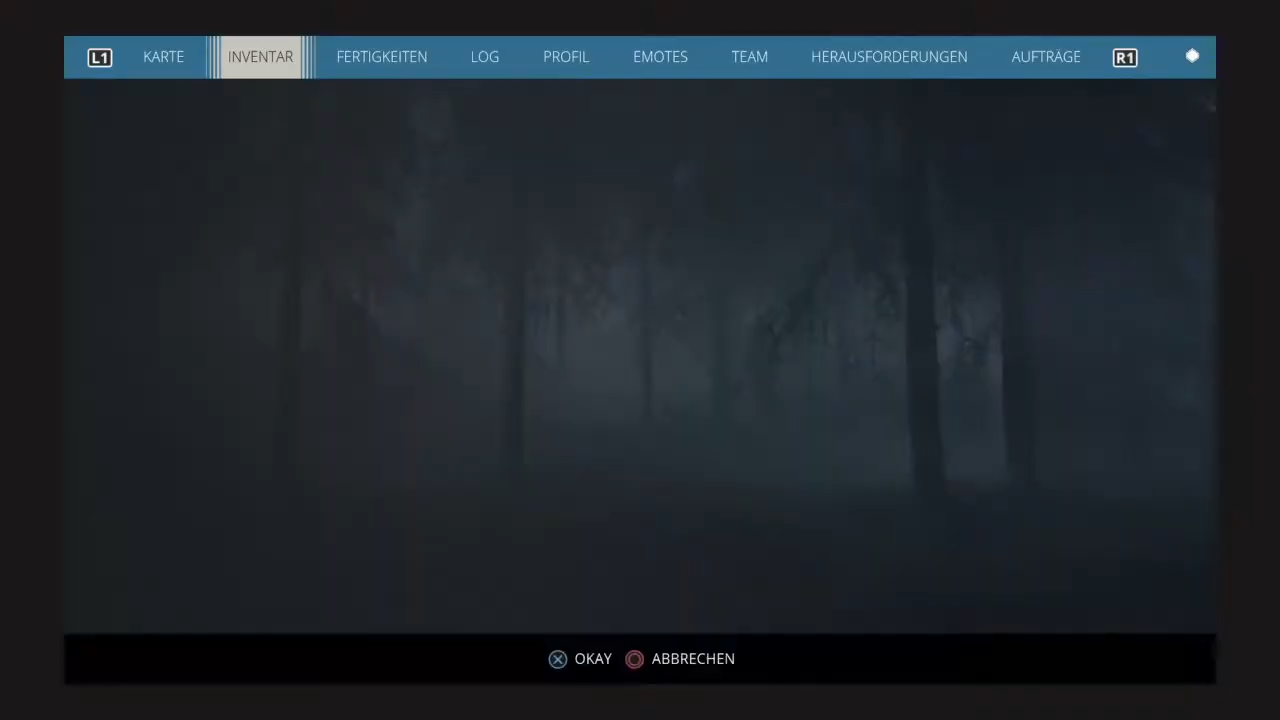 L1 KARTE INVENTAR FERTIGKEITEN LOG PROFIL EMOTES TEAM HERAUSFORDERUNGEN AUFTRÄGE R1
OKAY ABBRECHEN